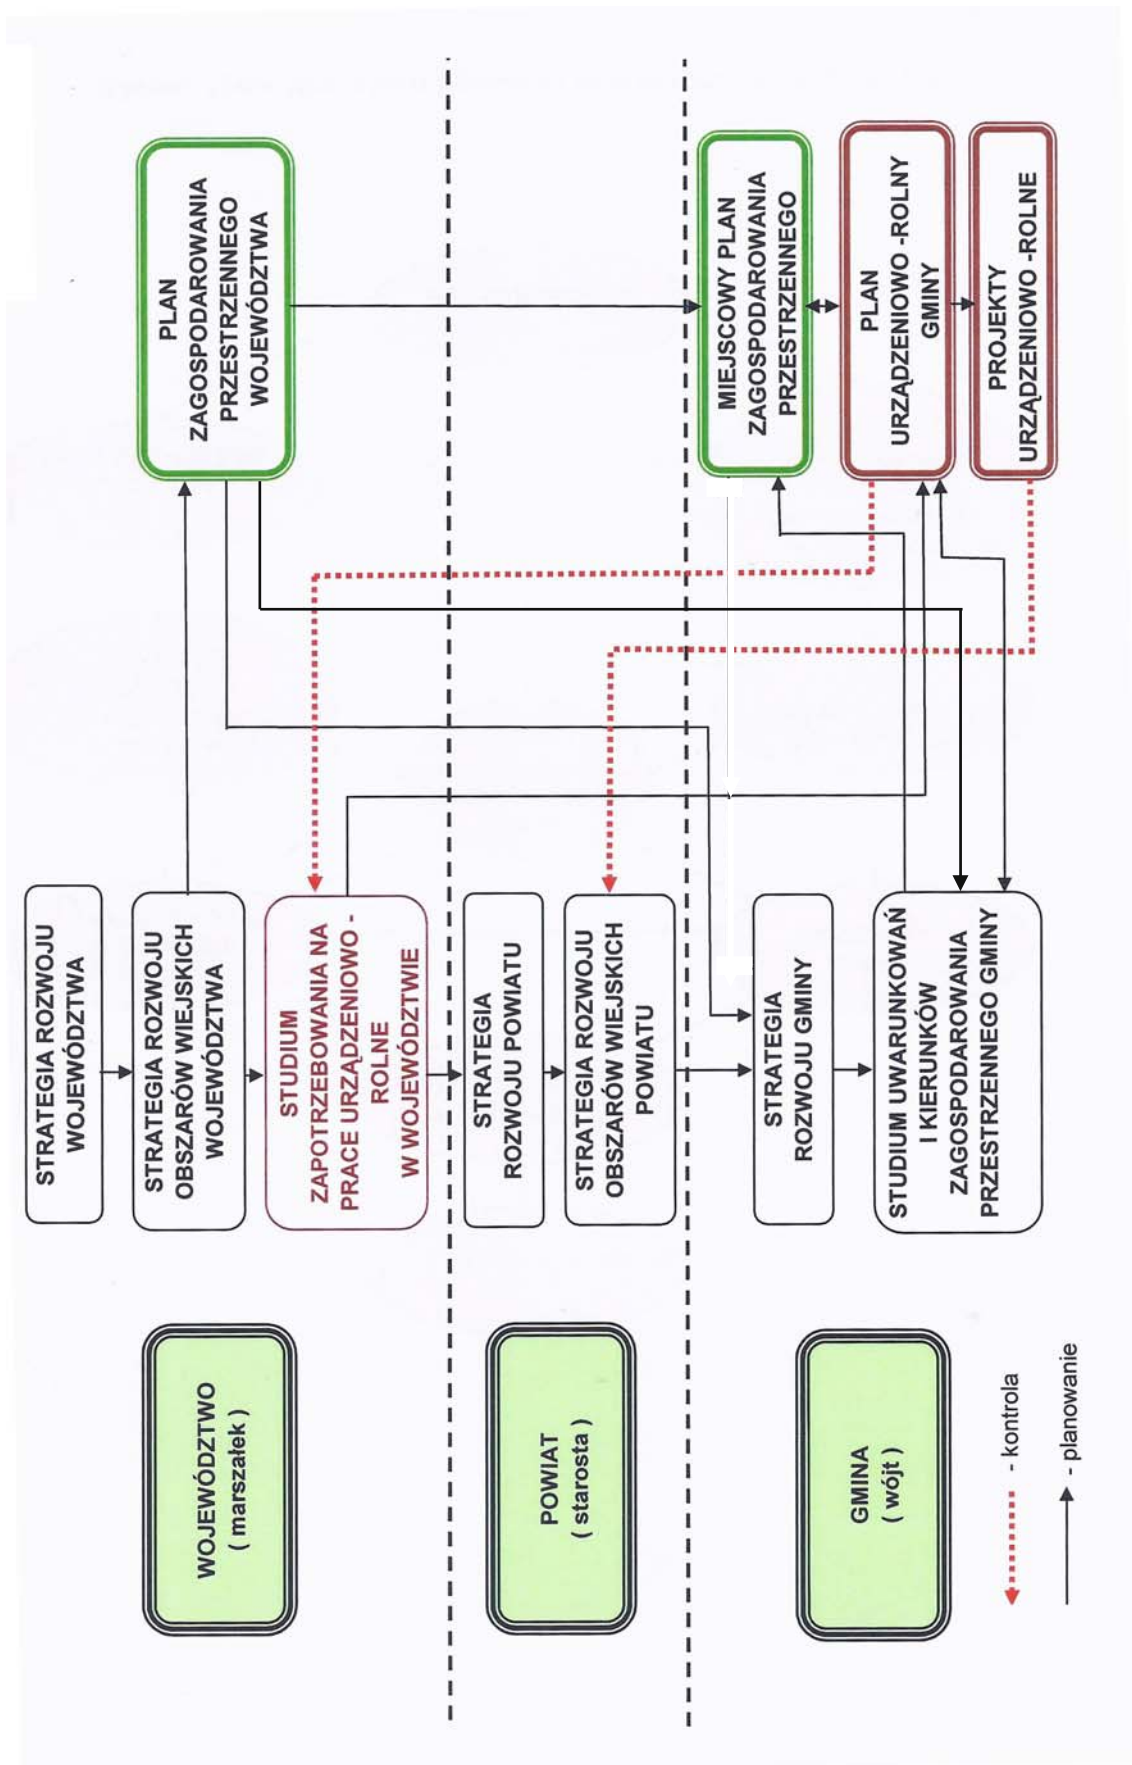 WOJEWÓDZTWO
( marszałek )
STRATEGIA ROZWOJU
WOJEWÓDZTWA
STRATEGIA ROZWOJU
OBSZARÓW WIEJSKICH
WOJEWÓDZTWA
STUDIUM
ZAPOTRZEBOWANIA NA
PRACE URZĄDZENIOWO -
ROLNE
W WOJEWÓDZTWIE
PLAN
ZAGOSPODAROWANIA
PRZESTRZENNEGO
WOJEWÓDZTWA
POWIAT
( starosta )
STRATEGIA
ROZWOJU POWIATU
STRATEGIA ROZWOJU
OBSZARÓW WIEJSKICH
POWIATU
GMINA
( wójt )
STRATEGIA
ROZWOJU GMINY
STUDIUM UWARUNKOWAŃ
I KIERUNKÓW
ZAGOSPODAROWANIA
PRZESTRZENNEGO GMINY
MIEJSCOWY PLAN
ZAGOSPODAROWANIA
PRZESTRZENNEGO
PLAN
URZĄDZENIOWO -ROLNY
GMINY
PROJEKTY
URZĄDZENIOWO -ROLNE
- kontrola
- planowanie